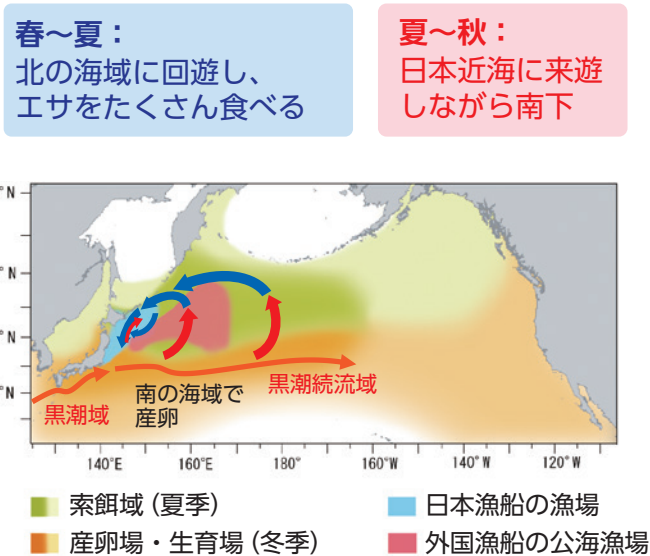 春～夏：
北の海域に回遊し、
エサをたくさん食べる
夏～秋：
日本近海に来遊
しながら南下
°N
°N
°N
°N
黒潮域
南の海域で
産卵
黒潮続流域
140°E
160°E
180°
160°W
140°W
120°W
索餌域（夏季）
日本漁船の漁場
産卵場・生育場（冬季）
外国漁船の公海漁場